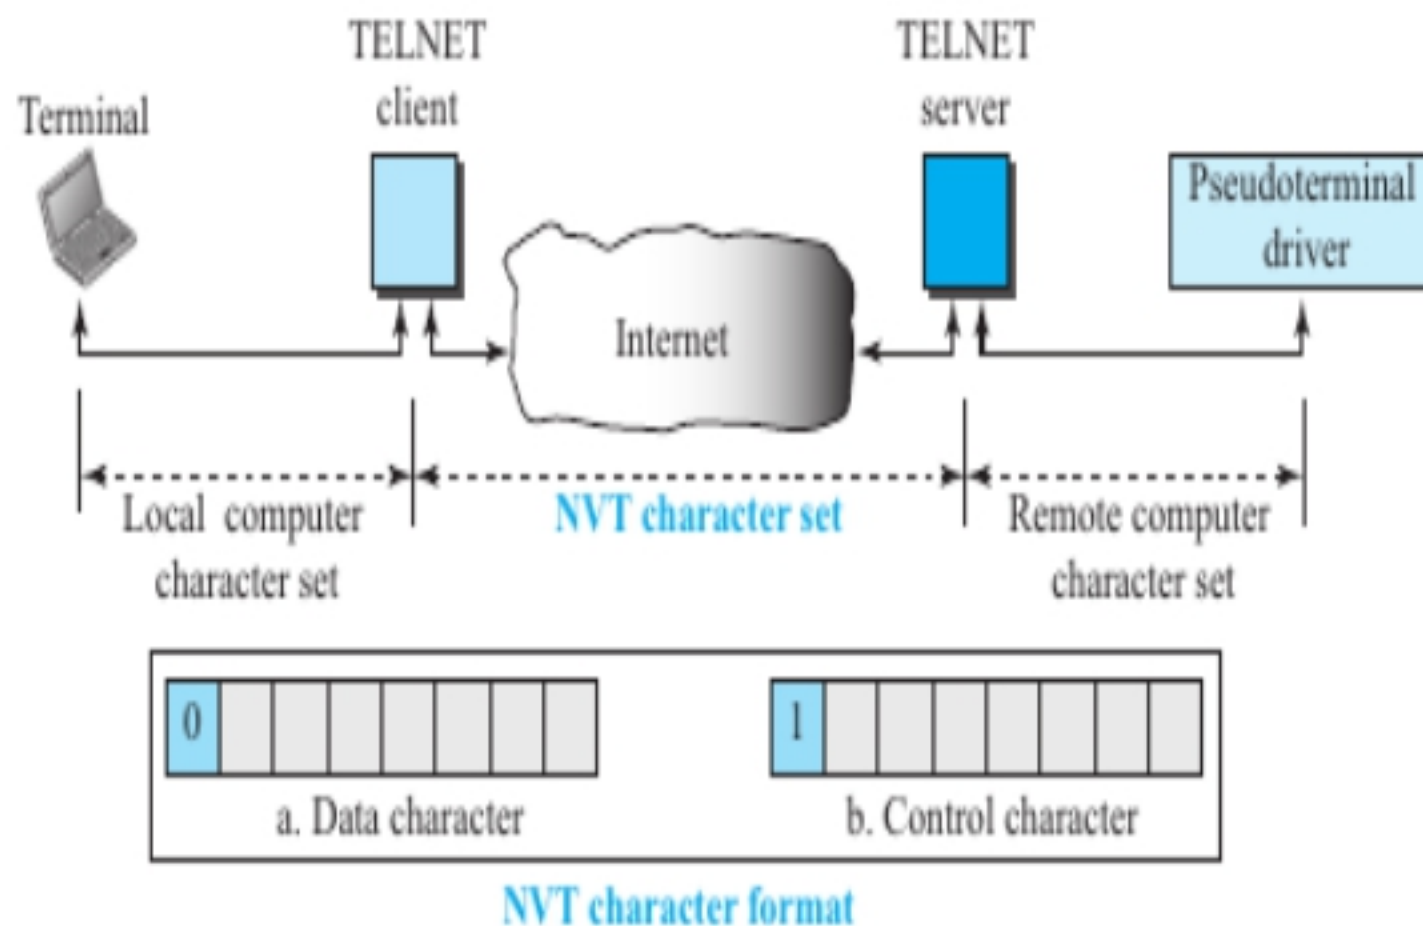 TELNET
client
TELNET
server
Terminal
Pseudoterminal
driver
Internet
Local computer
character set
NVT character set
Remote computer
character set
0
1
a. Data character
b. Control character
NVT character format